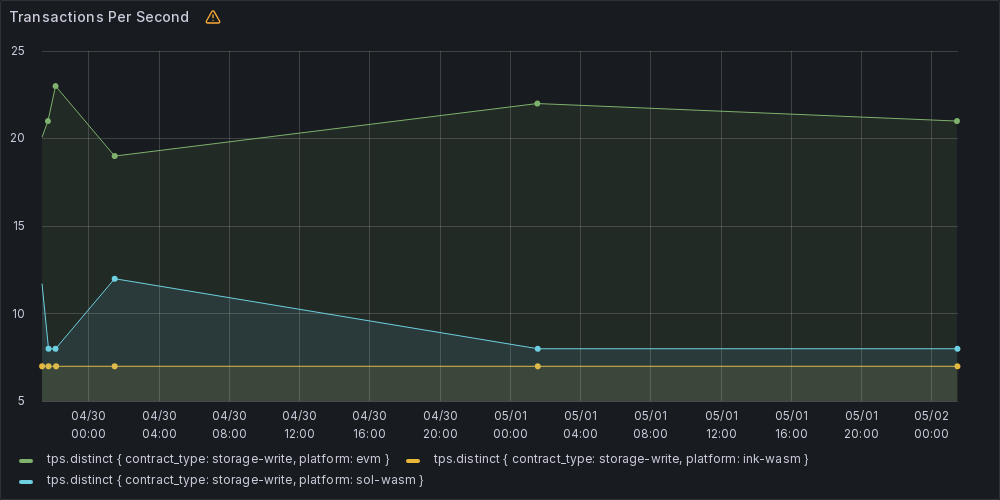 Transactions Per Second
25
20
15
10
5
04/30 04/30 04/30 04/30 04/30 04/30 05/01 05/01 05/01 05/01 05/01 05/01 05/02
00:00 04:00 08:00 12:00 16:00 20:00 00:00 04:00 08:00 12:00 16:00 20:00 00:00
tps.distinct { contract_type: storage-write, platform: evm } tps.distinct { contract_type: storage-write, platform: ink-wasm }
tps.distinct { contract_type: storage-write, platform: sol-wasm }